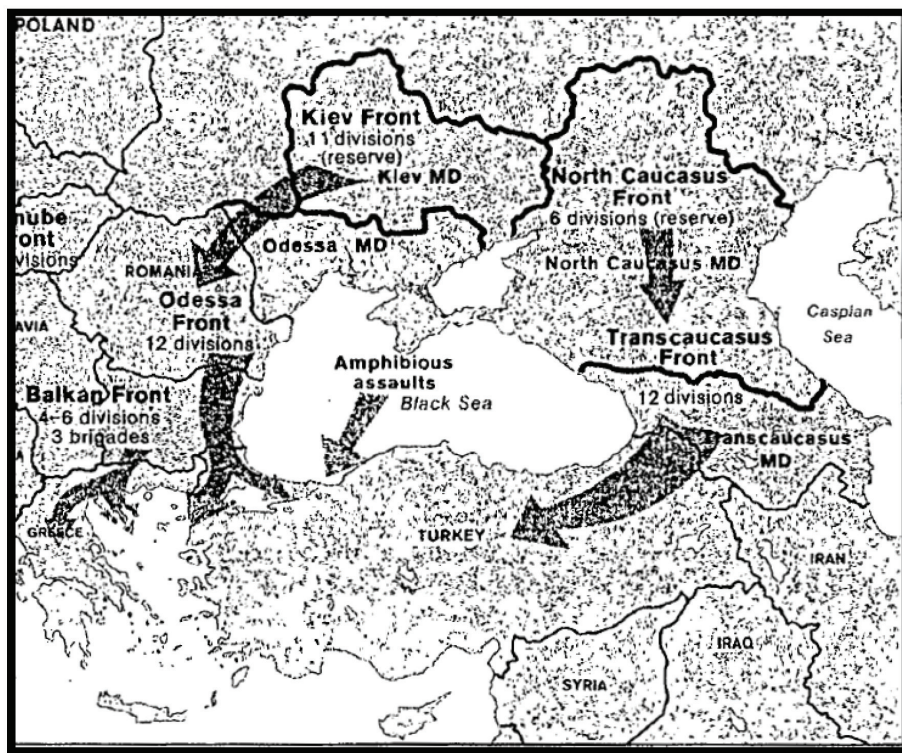 POLAND
Kiev Front
11 divisions
(reserve)
Kiev MD
North Caucasus
Front
6 divisions (reserve)
North Caucasus MD
nube
ront
visions
Odessa MD
ROMANIA
Odessa
Front
12 divisions
AVIA
Caspian
Sea
Transcaucasus
Front
12 divisions
Amphibious
assaults
Black Sea
Balkan Front
4-6 divisions
3 brigades
Transcaucasus
MD
GREECE
TURKEY
IRAN
SYRIA
IRAQ